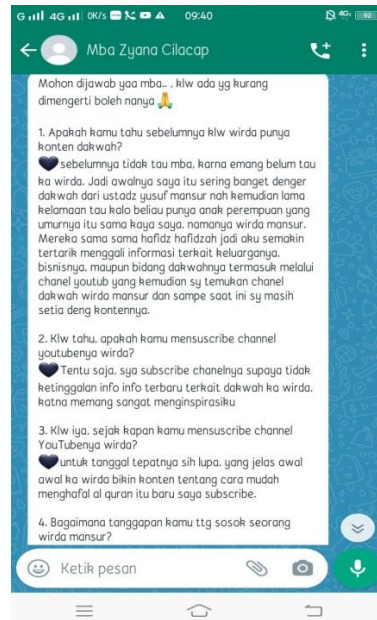 0K/s 09:40 4G 92
Mba Zyana Cilacap
Mohon dijawab yaa mba.. , klw ada yg kurang
dimengerti boleh nanya 🙏
1. Apakah kamu tahu sebelumnya klw wirda punya
konten dakwah?
🖤sebelumnya tidak tau mba, karna emang belum tau
ka wirda. Jadi awalnya saya itu sering banget denger
dakwah dari ustadz yusuf mansur nah kemudian lama
kelamaan tau kalo beliau punya anak perempuan yang
umurnya itu sama kaya saya, namanya wirda mansur.
Mereka sama sama hafidz hafidzah jadi aku semakin
tertarik menggali informasi terkait keluarganya,
bisnisnya, maupun bidang dakwahnya termasuk melalui
chanel youtub yang kemudian sy temukan chanel
dakwah wirda mansur dan sampe saat ini sy masih
setia deng kontennya.
2. Klw tahu, apakah kamu mensuscribe channel
youtubenya wirda?
🖤Tentu saja, sya subscribe chanelnya supaya tidak
ketinggalan info info terbaru terkait dakwah ka wirda,
katna memang sangat menginspirasiku
3. Klw iya, sejak kapan kamu mensuscribe channel
YouTubenya wirda?
🖤untuk tanggal tepatnya sih lupa, yang jelas awal
awal ka wirda bikin konten tentang cara mudah
menghafal al quran itu baru saya subscribe.
4. Bagaimana tanggapan kamu ttg sosok seorang
wirda mansur?
Ketik pesan